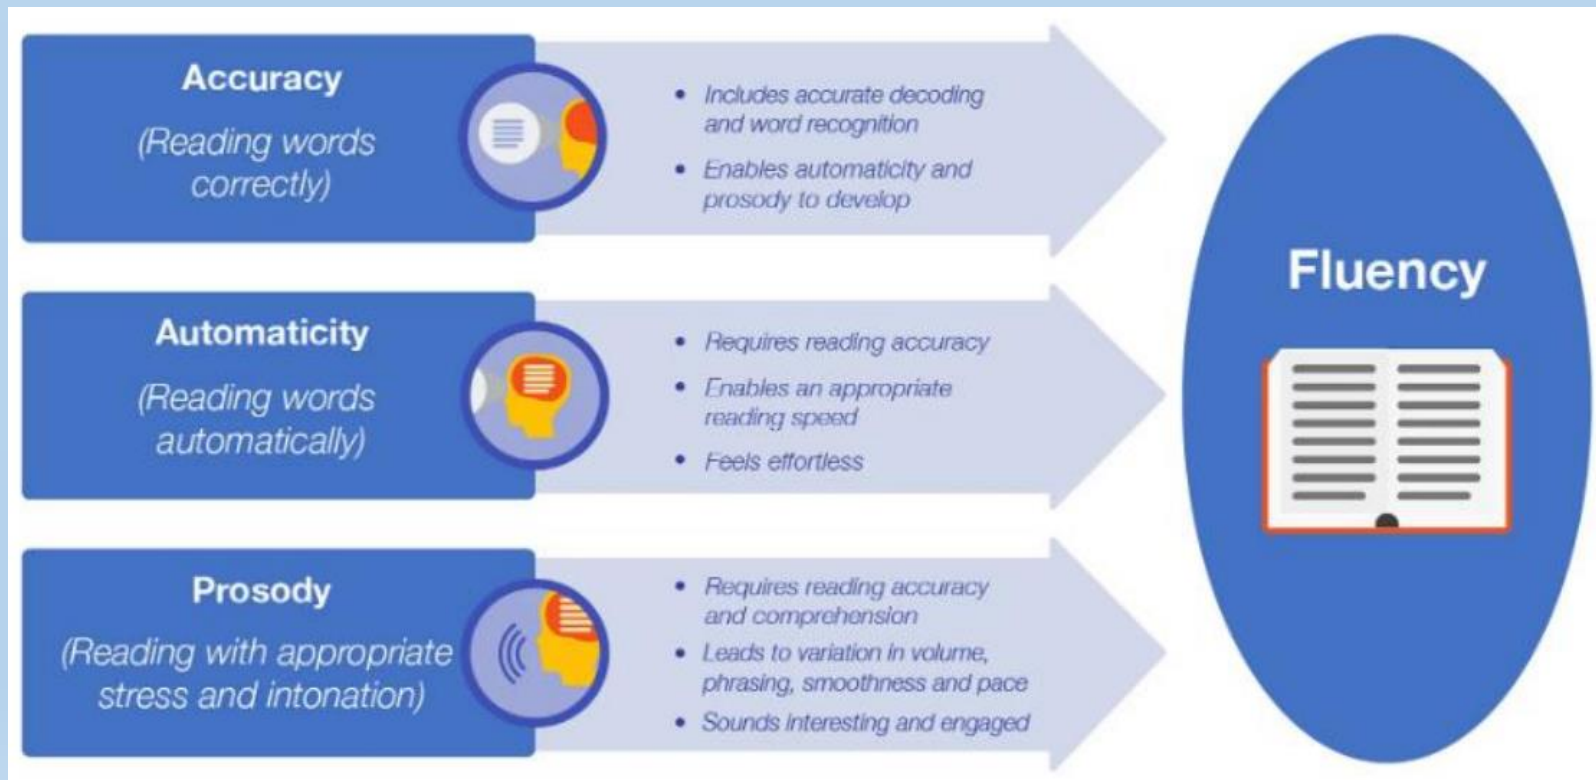 Accuracy
(Reading words
correctly)
• Includes accurate decoding
and word recognition
• Enables automaticity and
prosody to develop
Automaticity
(Reading words
automatically)
• Requires reading accuracy
• Enables an appropriate
reading speed
• Feels effortless
Prosody
(Reading with appropriate
stress and intonation)
• Requires reading accuracy
and comprehension
• Leads to variation in volume,
phrasing, smoothness and pace
• Sounds interesting and engaged
Fluency